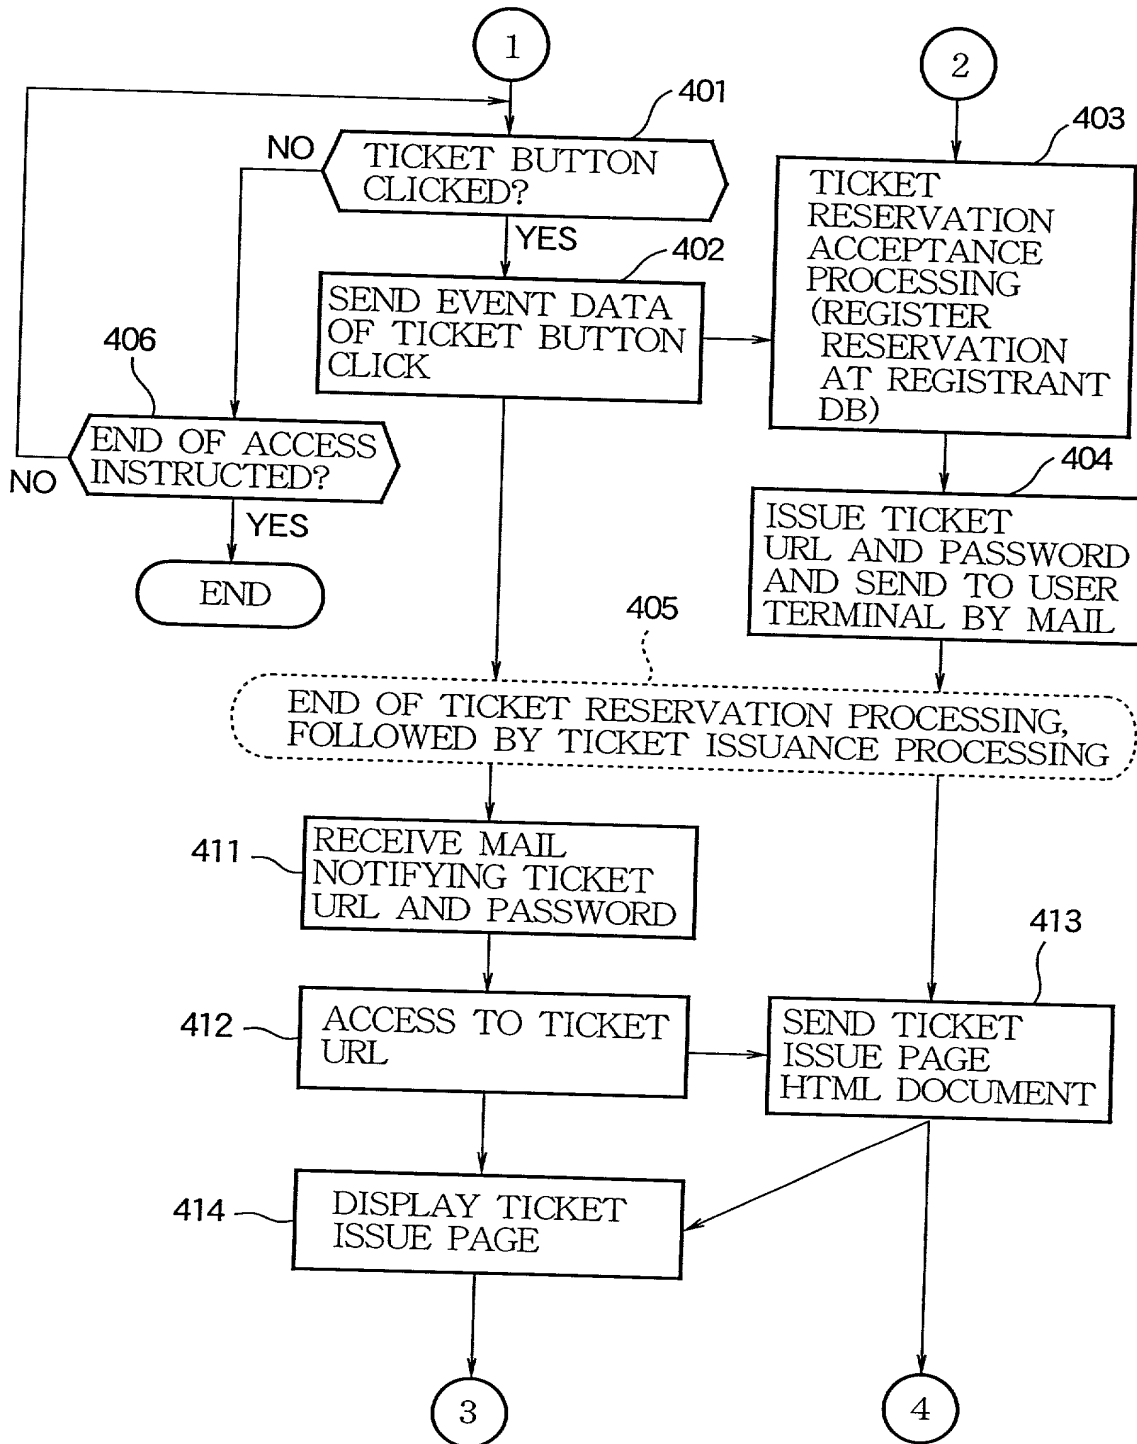 1
2
401
403
NO
TICKET BUTTON
CLICKED?
TICKET
RESERVATION
ACCEPTANCE
PROCESSING
(REGISTER
RESERVATION
AT REGISTRANT
DB)
YES
402
SEND EVENT DATA
OF TICKET BUTTON
CLICK
406
END OF ACCESS
INSTRUCTED?
NO
YES
END
404
ISSUE TICKET
URL AND PASSWORD
AND SEND TO USER
TERMINAL BY MAIL
405
END OF TICKET RESERVATION PROCESSING,
FOLLOWED BY TICKET ISSUANCE PROCESSING
411
RECEIVE MAIL
NOTIFYING TICKET
URL AND PASSWORD
413
412
ACCESS TO TICKET
URL
SEND TICKET
ISSUE PAGE
HTML DOCUMENT
414
DISPLAY TICKET
ISSUE PAGE
3
4